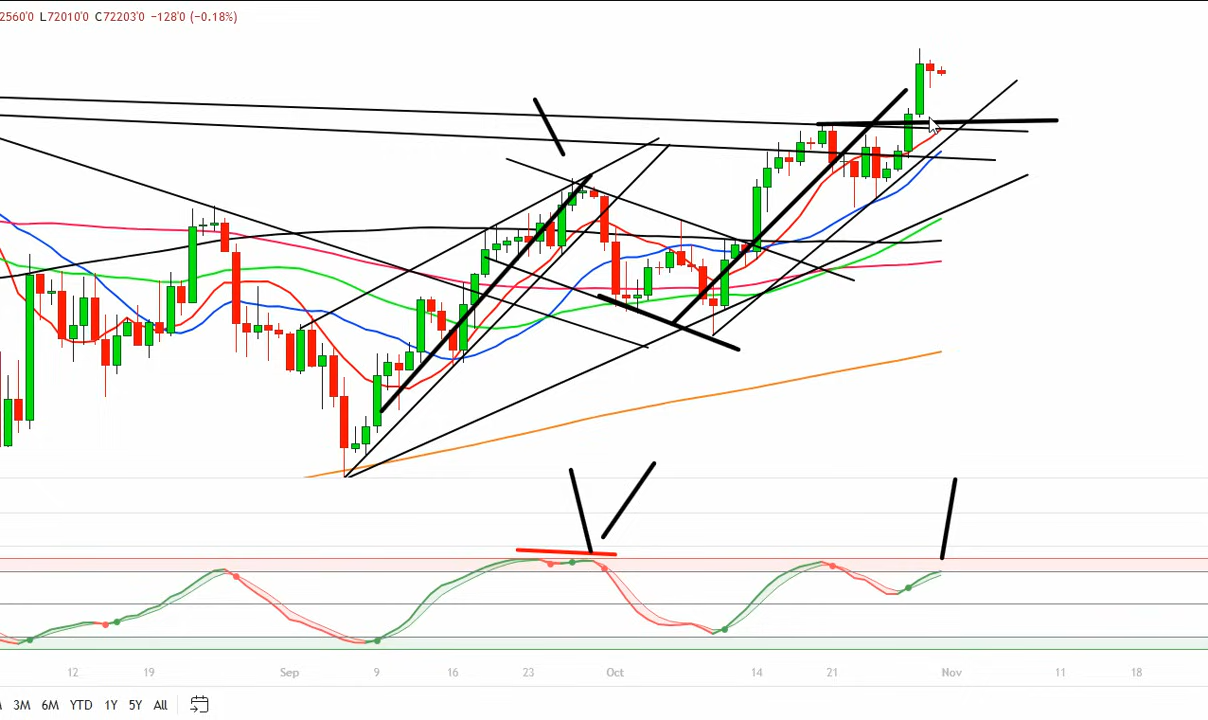 2560'0 L72010'0 C72203'0 −128'0 (−0.18%)
12 19 Sep 9 16 23 Oct 14 21 Nov 11 18
3M 6M YTD 1Y 5Y All